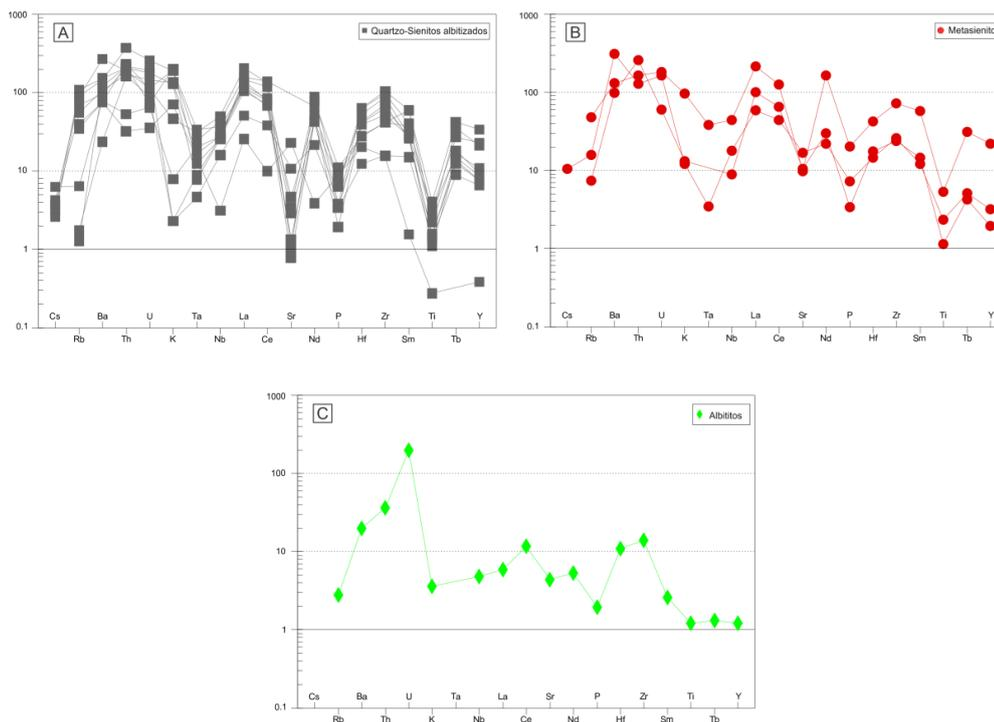 1000
A
Quartzo-Sienitos albitizados
100
10
1
0.1
Cs Ba U Ta La Sr P Zr Ti Y
Rb Th K Nb Ce Nd Hf Sm Tb
1000
B
Metasienito
100
10
1
0.1
Cs Ba U Ta La Sr P Zr Ti Y
Rb Th K Nb Ce Nd Hf Sm Tb
1000
C
Albititos
100
10
1
0.1
Cs Ba U Ta La Sr P Zr Ti Y
Rb Th K Nb Ce Nd Hf Sm Tb